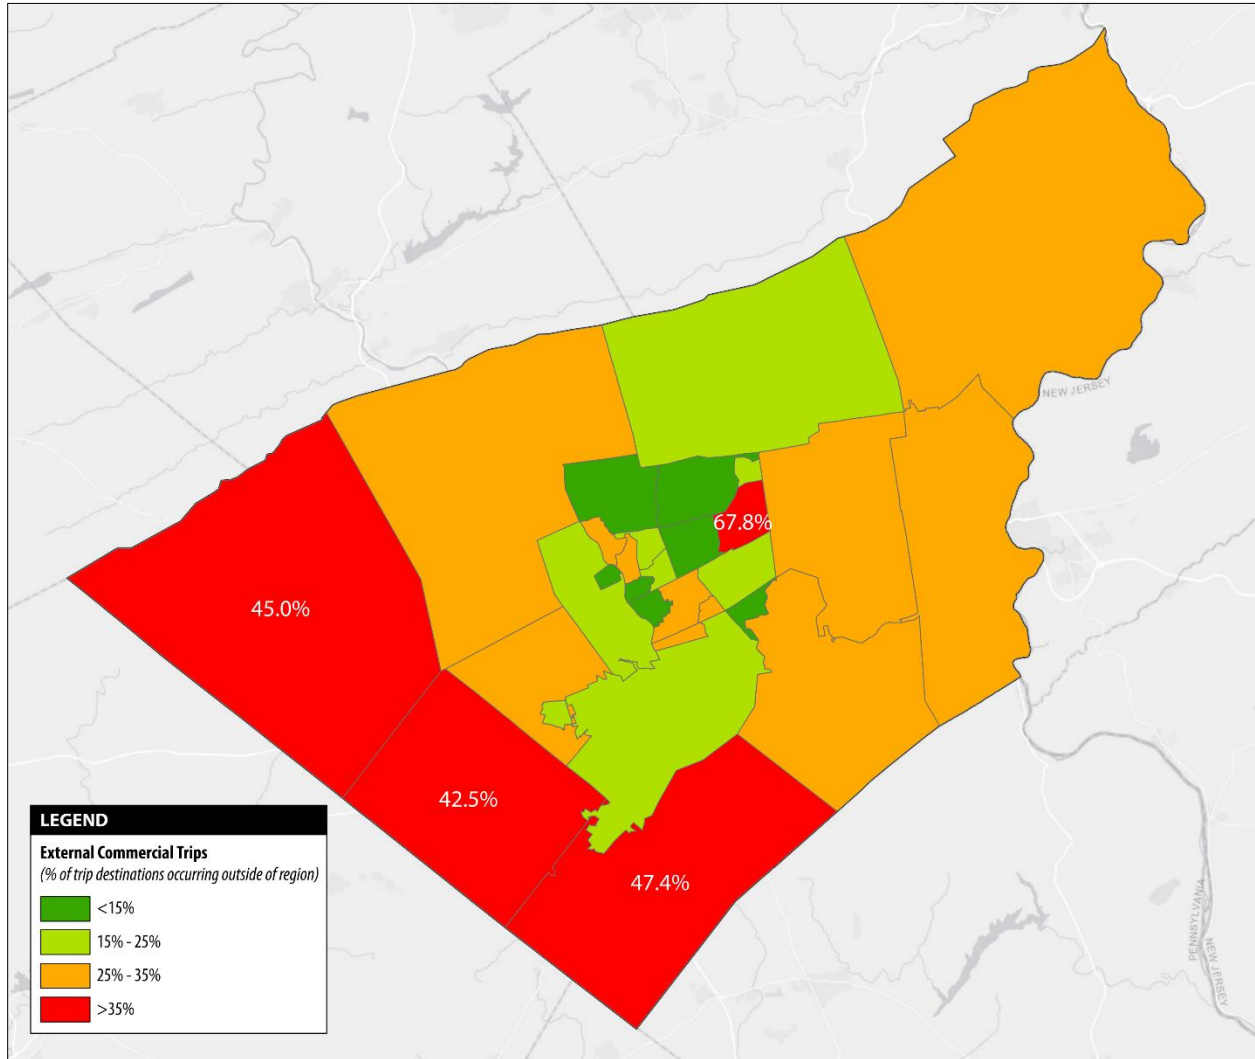 NEW JERSEY
67.8%
45.0%
42.5%
47.4%
LEGEND
External Commercial Trips
(% of trip destinations occurring outside of region)
<15%
15% - 25%
25% - 35%
>35%
PENNSYLVANIA
NEW JERSEY